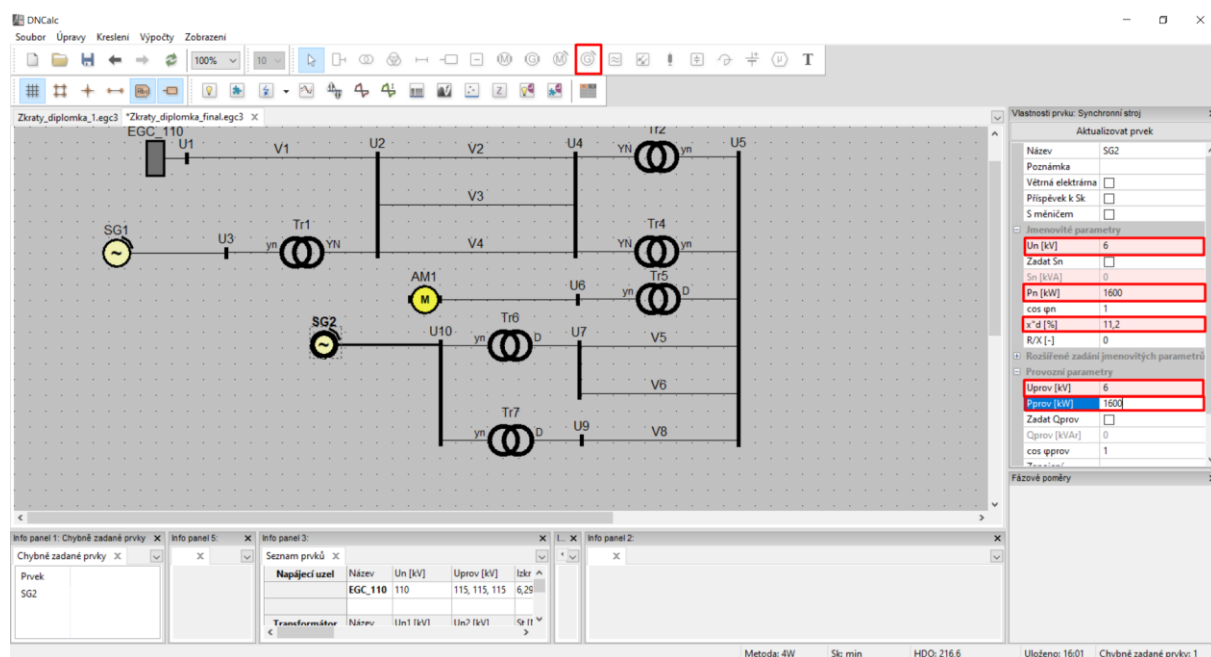 DNCalc
Soubor Úpravy Kreslení Výpočty Zobrazení
100% 10 T
Zkraty_diplomka_1.egc3 *Zkraty_diplomka_final.egc3 X
EGC_110
U1 V1 U2 V2 U4 YN Tr2 yn U5
V3
SG1 U3 yn Tr1 YN V4 YN Tr4 yn
AM1 M U6 yn Tr5 D
SG2 U10 yn Tr6 D U7 V5
V6
yn Tr7 D U9 V8
Vlastnosti prvku: Synchronní stroj
Aktualizovat prvek
Název SG2
Poznámka
Větrná elektrárna
Příspěvek k Sk
S měničem
Jmenovité parametry
Un [kV] 6
Zadat Sn
Sn [kVA] 0
Pn [kW] 1600
cos φn 1
x"d [%] 11,2
R/X [-] 0
Rozšířené zadání jmenovitých parametrů
Provozní parametry
Uprov [kV] 6
Pprov [kW] 1600
Zadat Qprov
Qprov [kVAr] 0
cos φprov 1
Fázové poměry
Info panel 1: Chybně zadané prvky X Info panel 5: X Info panel 3: X I... X Info panel 2: X
Chybně zadané prvky X X Seznam prvků X X
Prvek
SG2
Napájecí uzel Název Un [kV] Uprov [kV] Izkr
EGC_110 110 115, 115, 115 6,29
Transformátor Název Un1 [kV] Un2 [kV]
Metoda: 4W Sk: min HDO: 216.6 Uloženo: 16:01 Chybně zadané prvky: 1